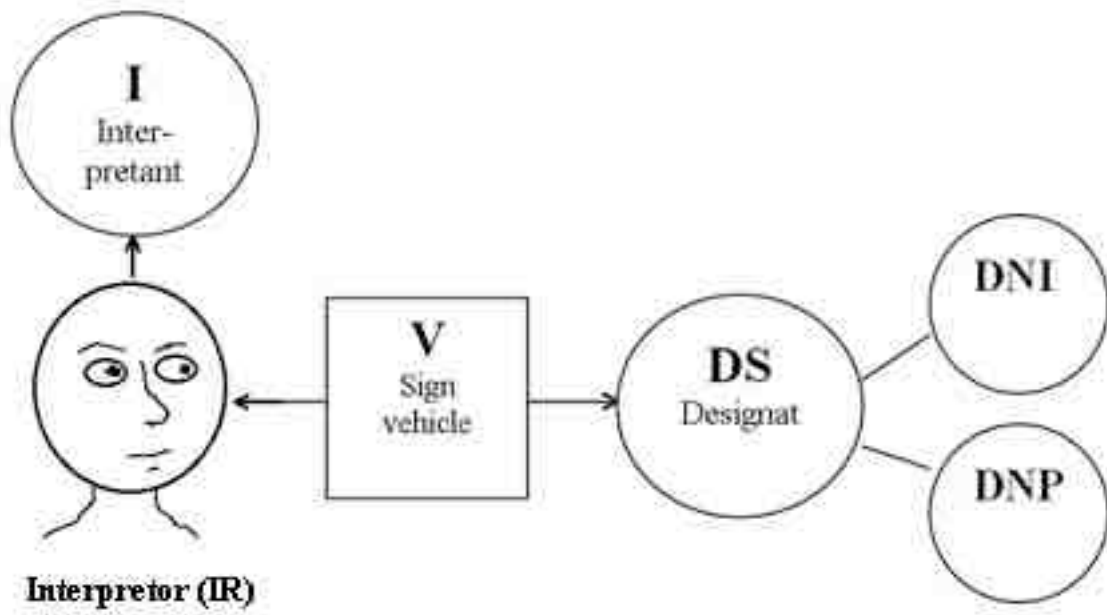 I
Inter-
pretant
V
Sign
vehicle
DS
Designat
DNI
DNP
Interpretor (IR)